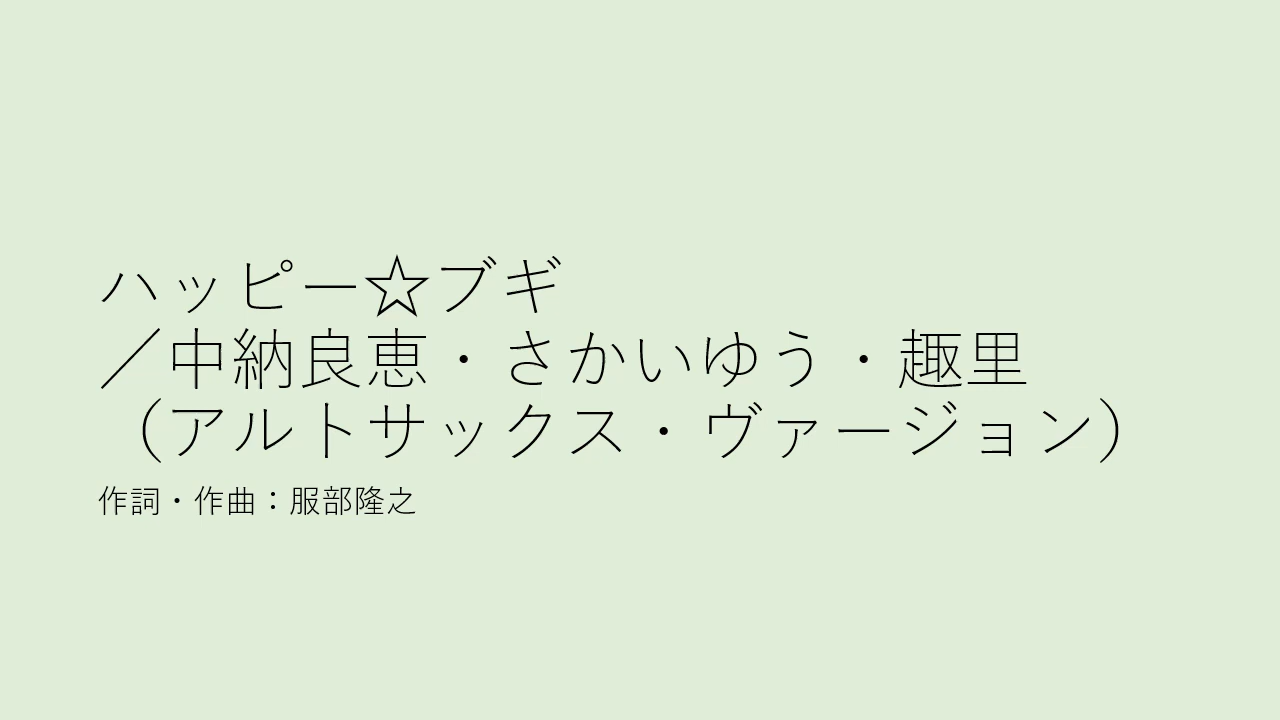 ハッピー☆ブギ
／中納良恵・さかいゆう・趣里
（アルトサックス・ヴァージョン）
作詞・作曲：服部隆之